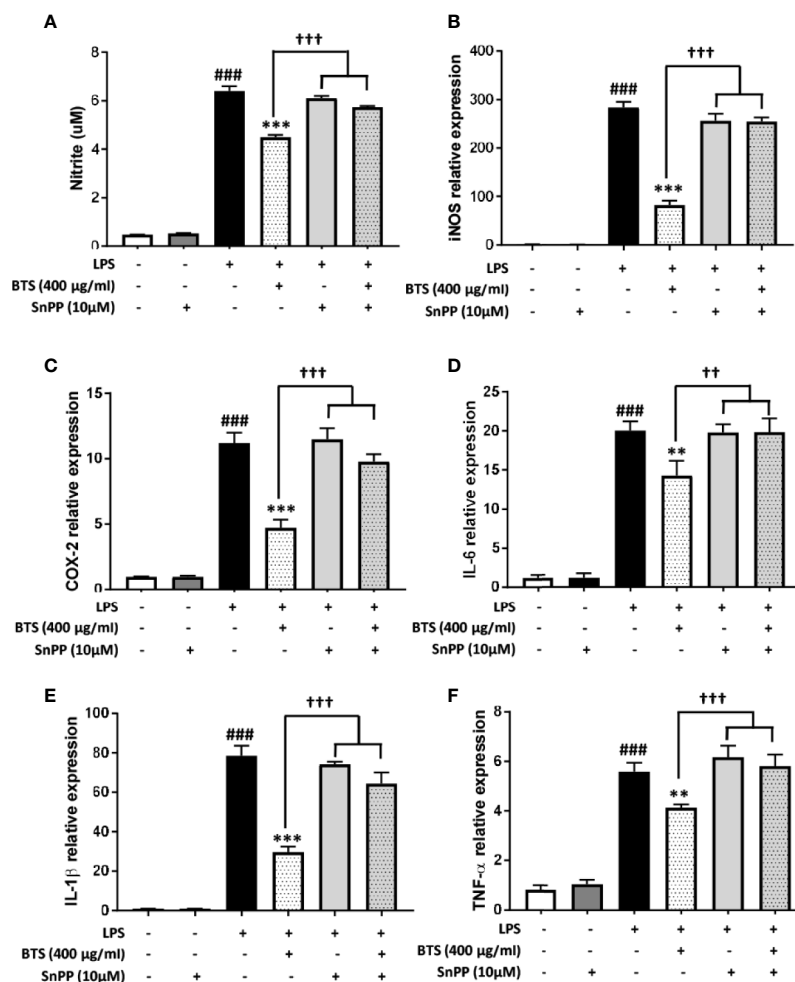 A
Nitrite (uM)
8
6
4
2
0
###
***
†††
LPS - - + + + +
BTS (400 µg/ml) - - - + - +
SnPP (10µM) - + - - + +
B
iNOS relative expression
400
300
200
100
0
###
***
†††
LPS - - + + + +
BTS (400 µg/ml) - - - + - +
SnPP (10µM) - + - - + +
C
COX-2 relative expression
15
10
5
0
###
***
†††
LPS - - + + + +
BTS (400 µg/ml) - - - + - +
SnPP (10µM) - + - - + +
D
IL-6 relative expression
25
20
15
10
5
0
###
**
††
LPS - - + + + +
BTS (400 µg/ml) - - - + - +
SnPP (10µM) - + - - + +
E
IL-1β relative expression
100
80
60
40
20
0
###
***
†††
LPS - - + + + +
BTS (400 µg/ml) - - - + - +
SnPP (10µM) - + - - + +
F
TNF-α relative expression
8
6
4
2
0
###
**
†††
LPS - - + + + +
BTS (400 µg/ml) - - - + - +
SnPP (10µM) - + - - + +